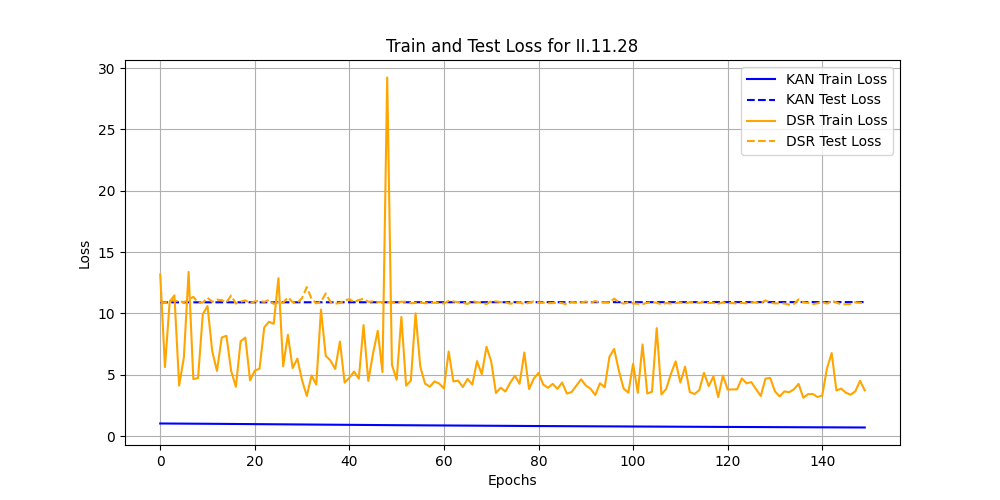 Train and Test Loss for II.11.28
30
25
20
15
10
5
0
Loss
KAN Train Loss
KAN Test Loss
DSR Train Loss
DSR Test Loss
0 20 40 60 80 100 120 140
Epochs